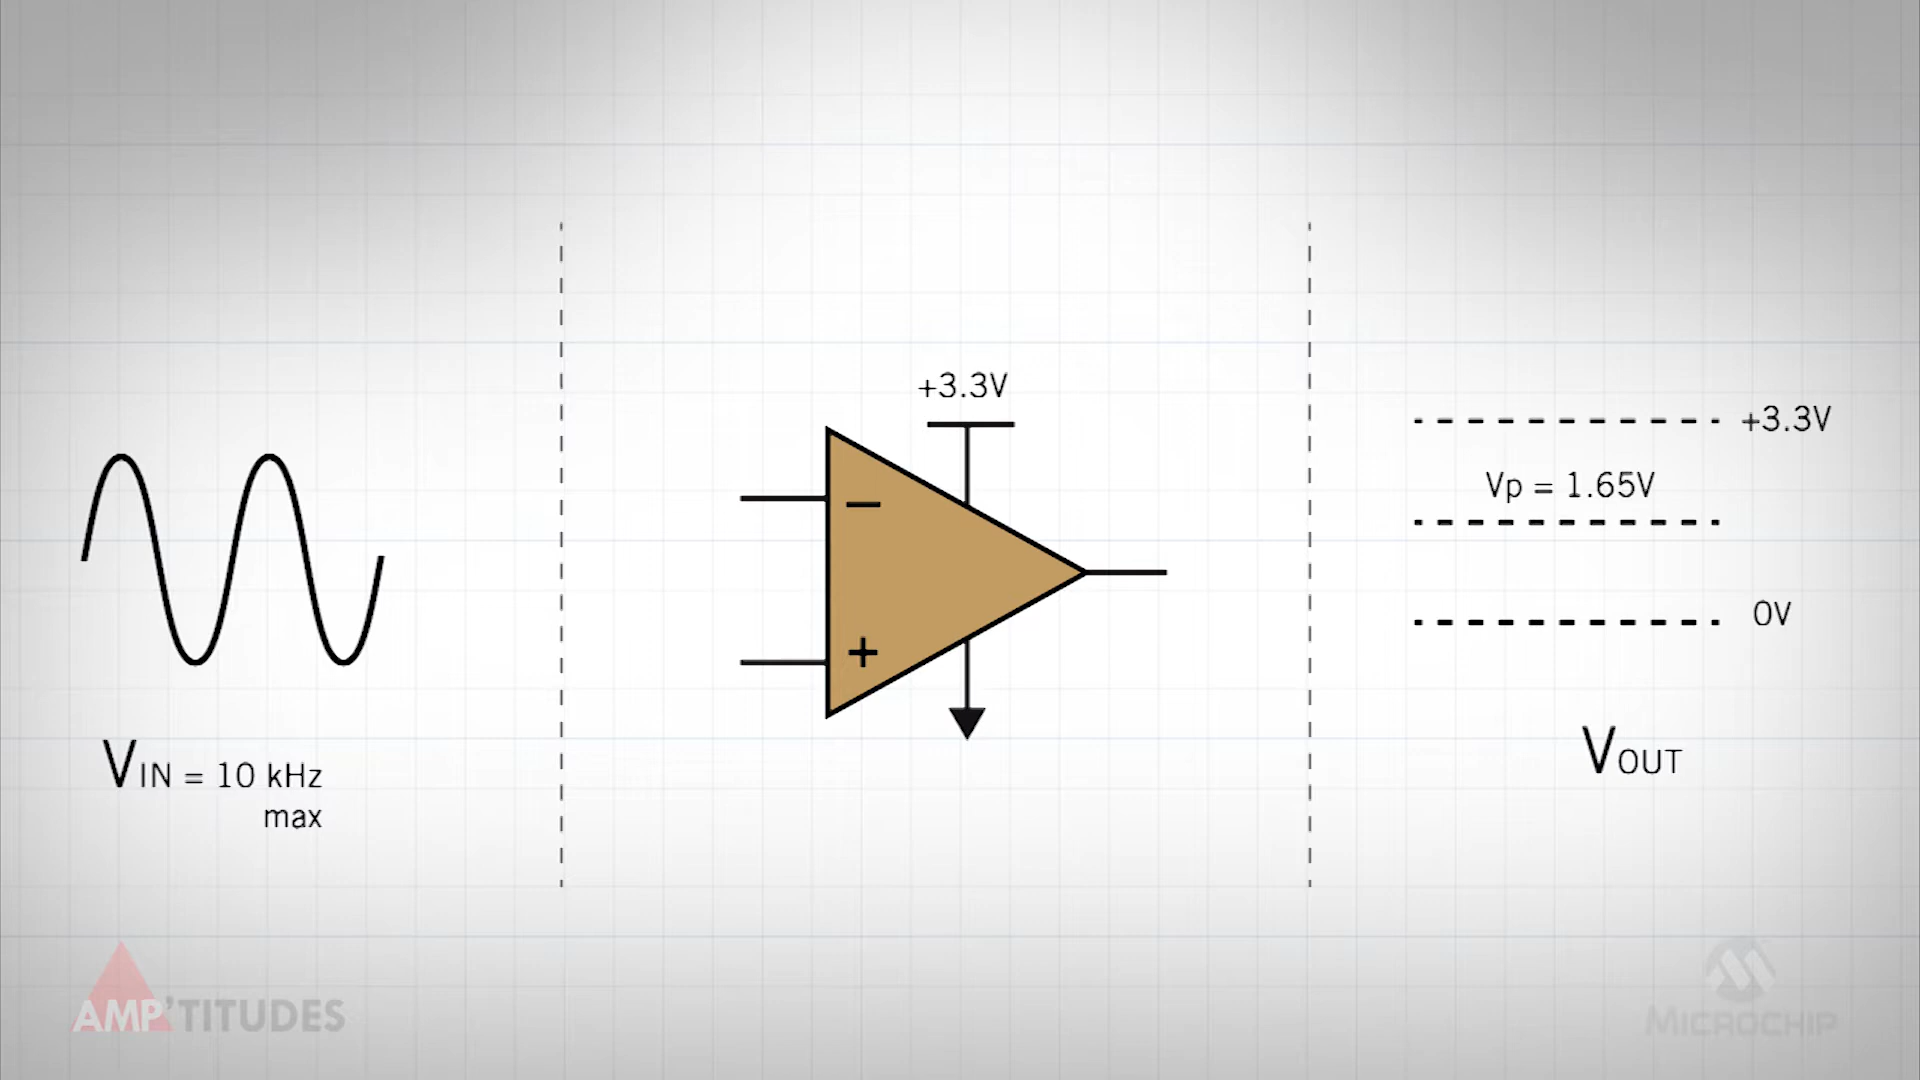 +3.3V
−
+
VIN = 10 kHz
max
+3.3V
Vp = 1.65V
0V
VOUT
AMP'TITUDES
MICROCHIP